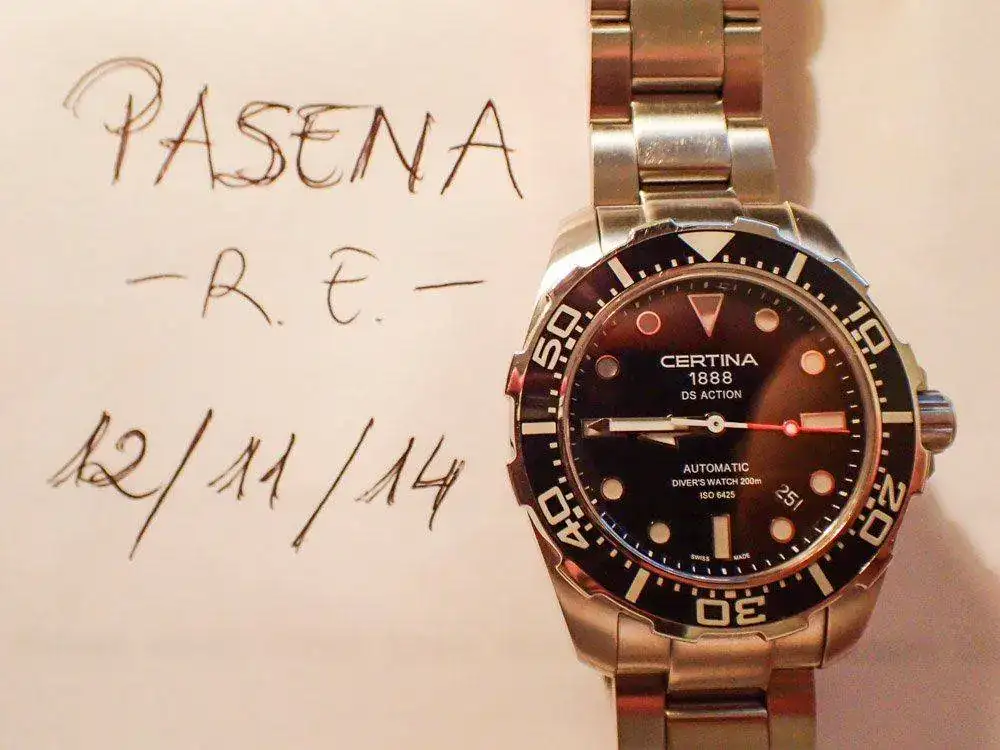 PASENA
- R. E. -
12/11/14
50
10
20
30
40
CERTINA
1888
DS ACTION
AUTOMATIC
DIVER'S WATCH 200m
ISO 6425
25
SWISS MADE